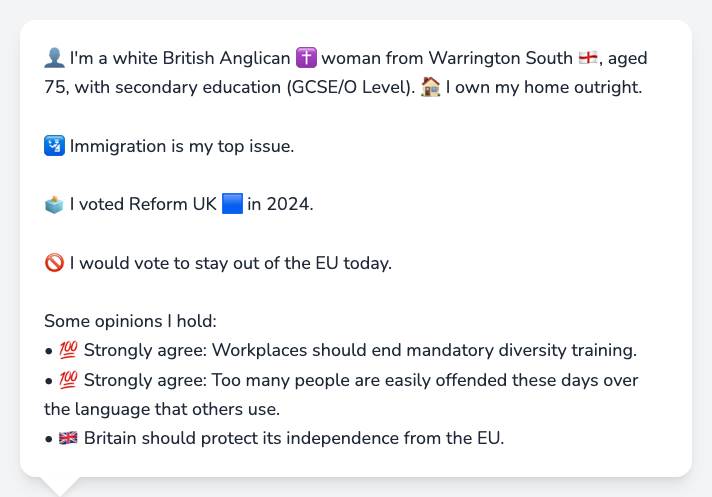 👤 I'm a white British Anglican ✝️ woman from Warrington South 🏴󠁧󠁢󠁥󠁮󠁧󠁿, aged
75, with secondary education (GCSE/O Level). 🏠 I own my home outright.
🛂 Immigration is my top issue.
🗳️ I voted Reform UK 🟦 in 2024.
🚫 I would vote to stay out of the EU today.
Some opinions I hold:
• 💯 Strongly agree: Workplaces should end mandatory diversity training.
• 💯 Strongly agree: Too many people are easily offended these days over
the language that others use.
• 🇬🇧 Britain should protect its independence from the EU.